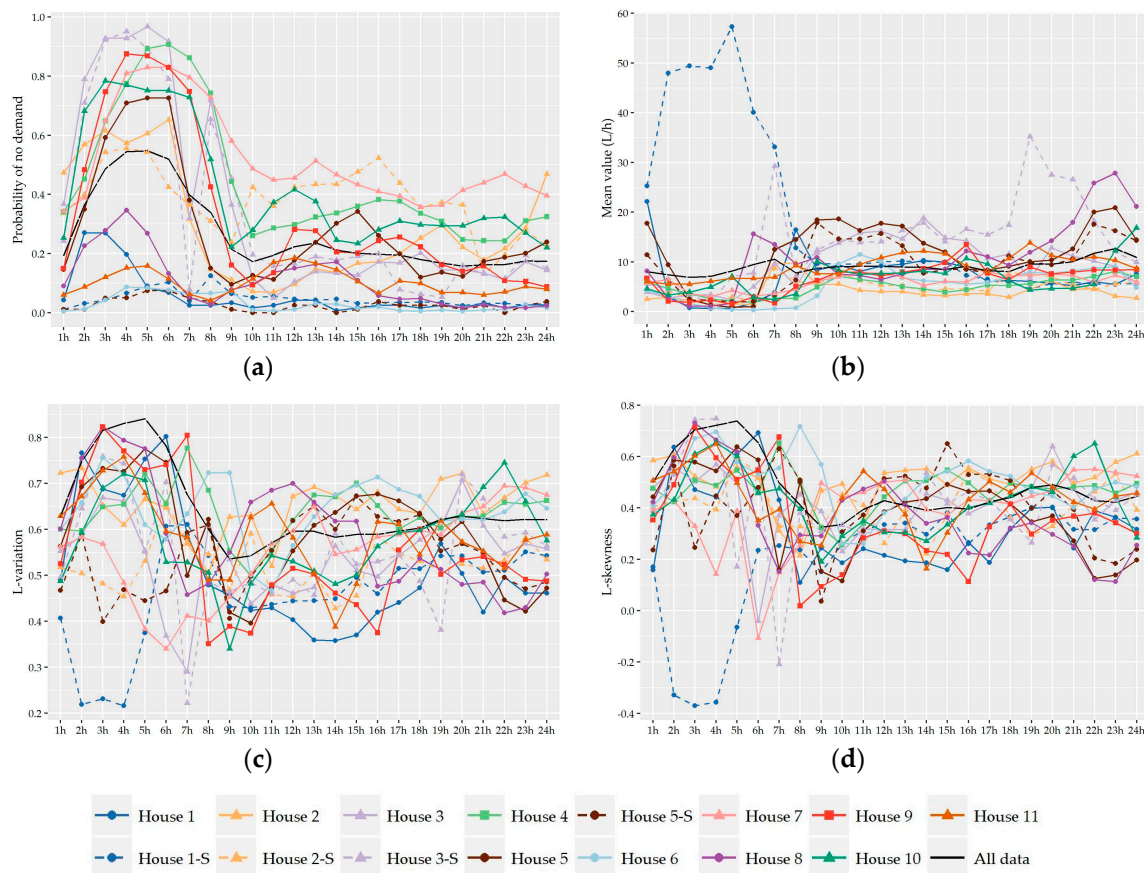 1.0
0.8
0.6
0.4
0.2
0.0
Probability of no demand
1h 2h 3h 4h 5h 6h 7h 8h 9h 10h 11h 12h 13h 14h 15h 16h 17h 18h 19h 20h 21h 22h 23h 24h
(a)
60
50
40
30
20
10
0
Mean value (L/h)
1h 2h 3h 4h 5h 6h 7h 8h 9h 10h 11h 12h 13h 14h 15h 16h 17h 18h 19h 20h 21h 22h 23h 24h
(b)
0.8
0.7
0.6
0.5
0.4
0.3
0.2
L-variation
1h 2h 3h 4h 5h 6h 7h 8h 9h 10h 11h 12h 13h 14h 15h 16h 17h 18h 19h 20h 21h 22h 23h 24h
(c)
0.8
0.6
0.4
0.2
0.0
-0.2
-0.4
L-skewness
1h 2h 3h 4h 5h 6h 7h 8h 9h 10h 11h 12h 13h 14h 15h 16h 17h 18h 19h 20h 21h 22h 23h 24h
(d)
House 1 House 2 House 3 House 4 House 5-S House 7 House 9 House 11
House 1-S House 2-S House 3-S House 5 House 6 House 8 House 10 All data